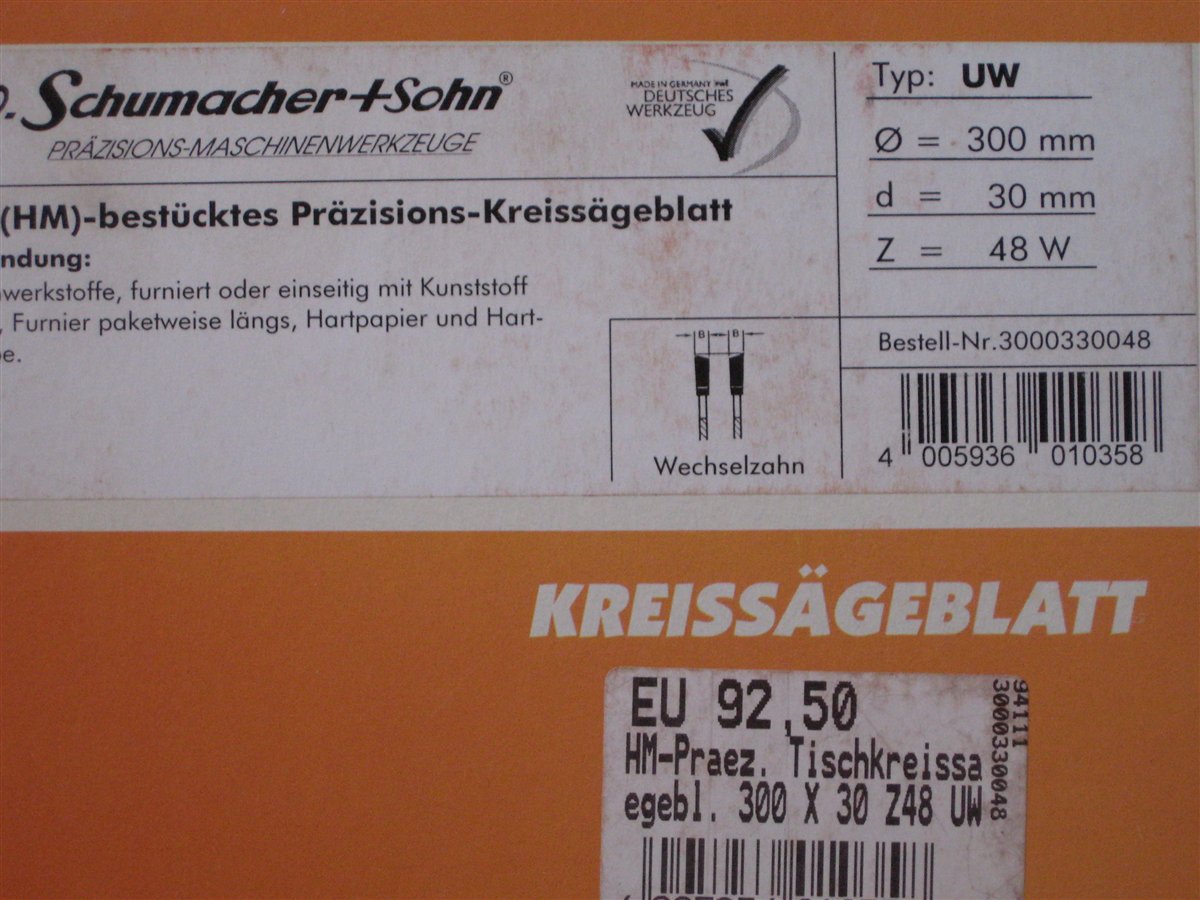 . Schumacher+Sohn®
PRÄZISIONS-MASCHINENWERKZEUGE
MADE IN GERMANY
DEUTSCHES
WERKZEUG
(HM)-bestücktes Präzisions-Kreissägeblatt
ndung:
werkstoffe, furniert oder einseitig mit Kunststoff
, Furnier paketweise längs, Hartpapier und Hart-
e.
B B
Wechselzahn
Typ: UW
Ø = 300 mm
d = 30 mm
Z = 48 W
Bestell-Nr.3000330048
4 005936 010358
KREISSÄGEBLATT
EU 92,50
HM-Praez. Tischkreissa
egebl. 300 X 30 Z48 UW
94111
3000330048